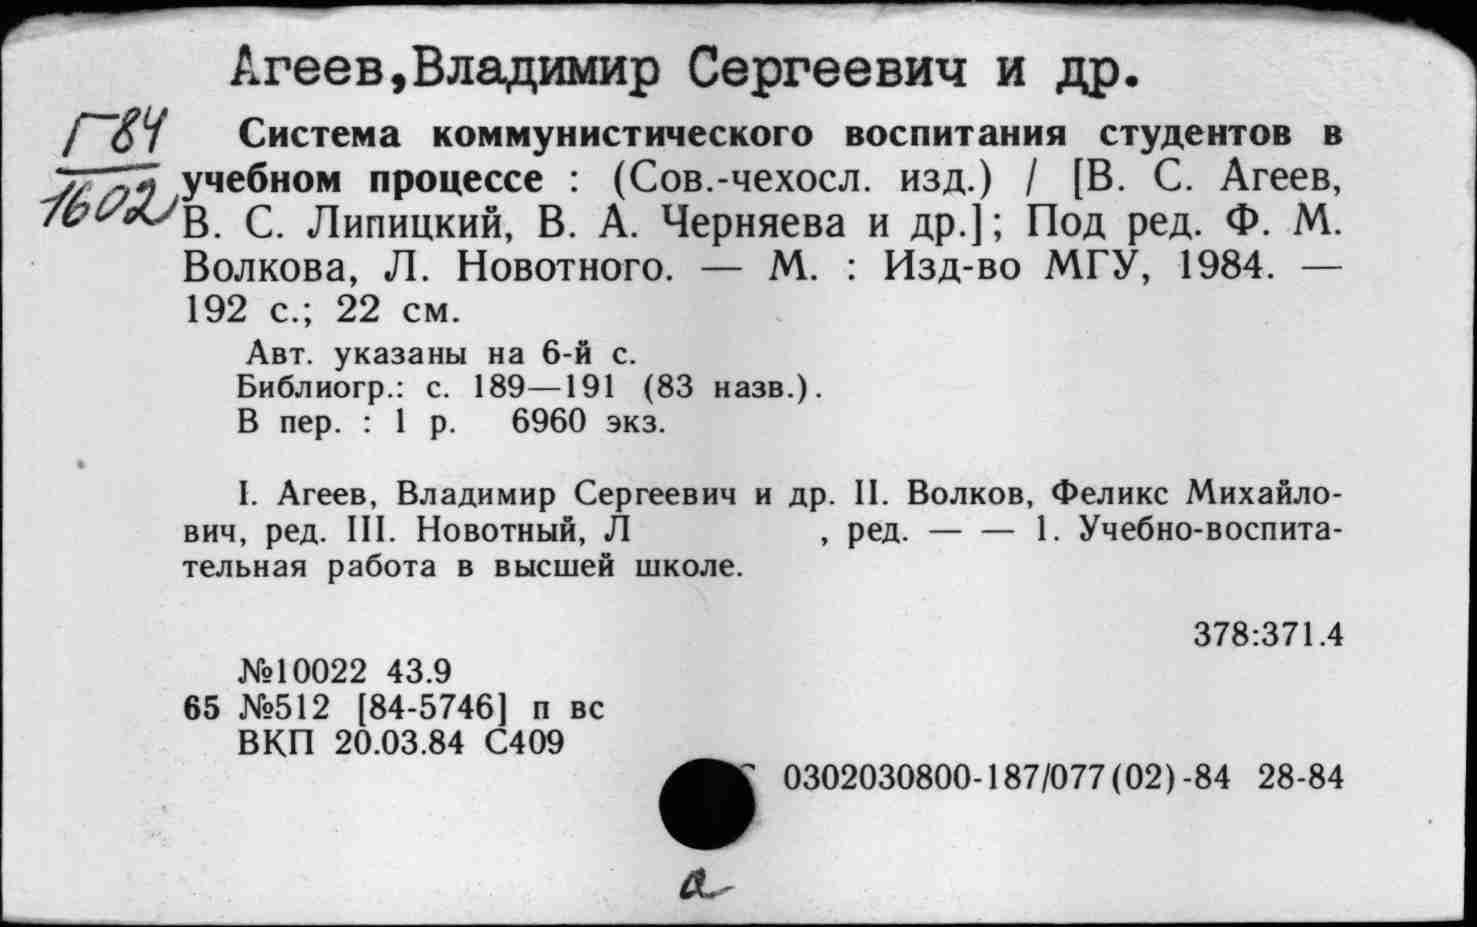 Агеев,Владимир Сергеевич и др.
Г84
1602
Система коммунистического воспитания студентов в
учебном процессе : (Сов.-чехосл. изд.) / [В. С. Агеев,
В. С. Липицкий, В. А. Черняева и др.]; Под ред. Ф. М.
Волкова, Л. Новотного. — М. : Изд-во МГУ, 1984. —
192 с.; 22 см.
Авт. указаны на 6-й с.
Библиогр.: с. 189—191 (83 назв.).
В пер. : 1 р. 6960 экз.
I. Агеев, Владимир Сергеевич и др. II. Волков, Феликс Михайло-
вич, ред. III. Новотный, Л , ред. — — 1. Учебно-воспита-
тельная работа в высшей школе.
378:371.4
№10022 43.9
65 №512 [84-5746] п вс
ВКП 20.03.84 С409
0302030800-187/077(02)-84 28-84
а